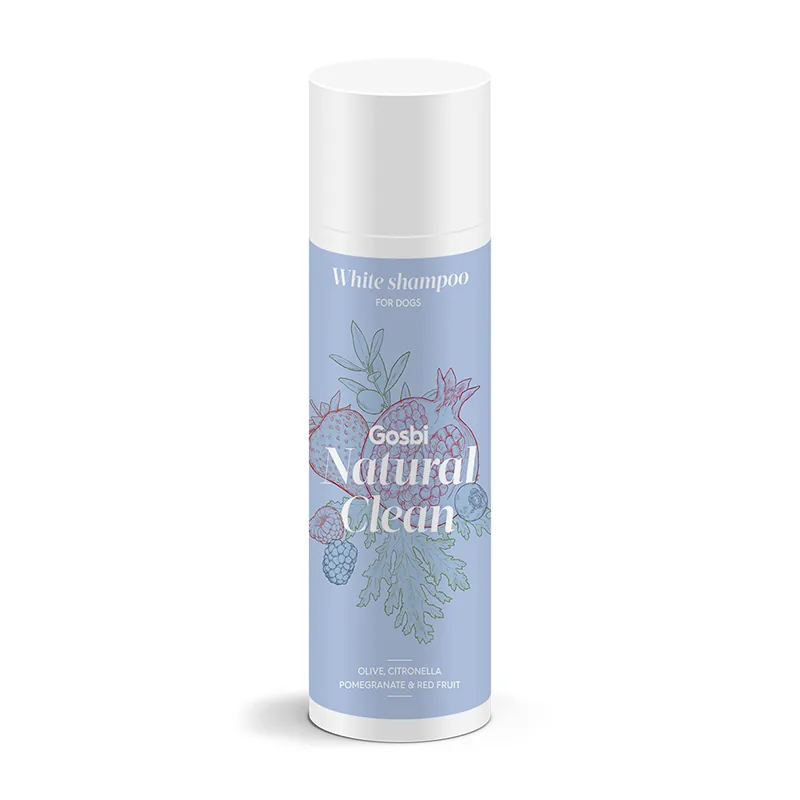 White shampoo
FOR DOGS
Gosbi
Natural
Clean
OLIVE, CITRONELLA
POMEGRANATE & RED FRUIT